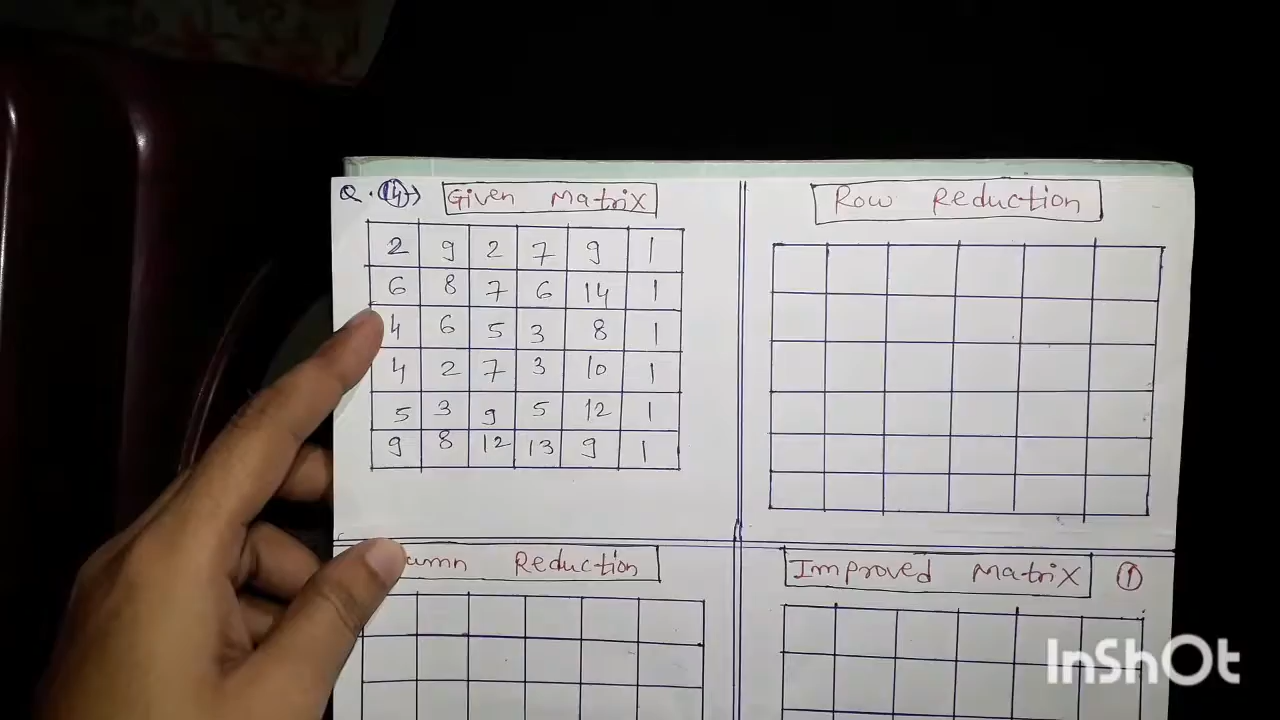 Q. 14→ Given Matrix
2 9 2 7 9 1
6 8 7 6 14 1
4 6 5 3 8 1
4 2 7 3 10 1
5 3 9 5 12 1
9 8 12 13 9 1
Row Reduction
umn Reduction
Improved Matrix 1
InShOt